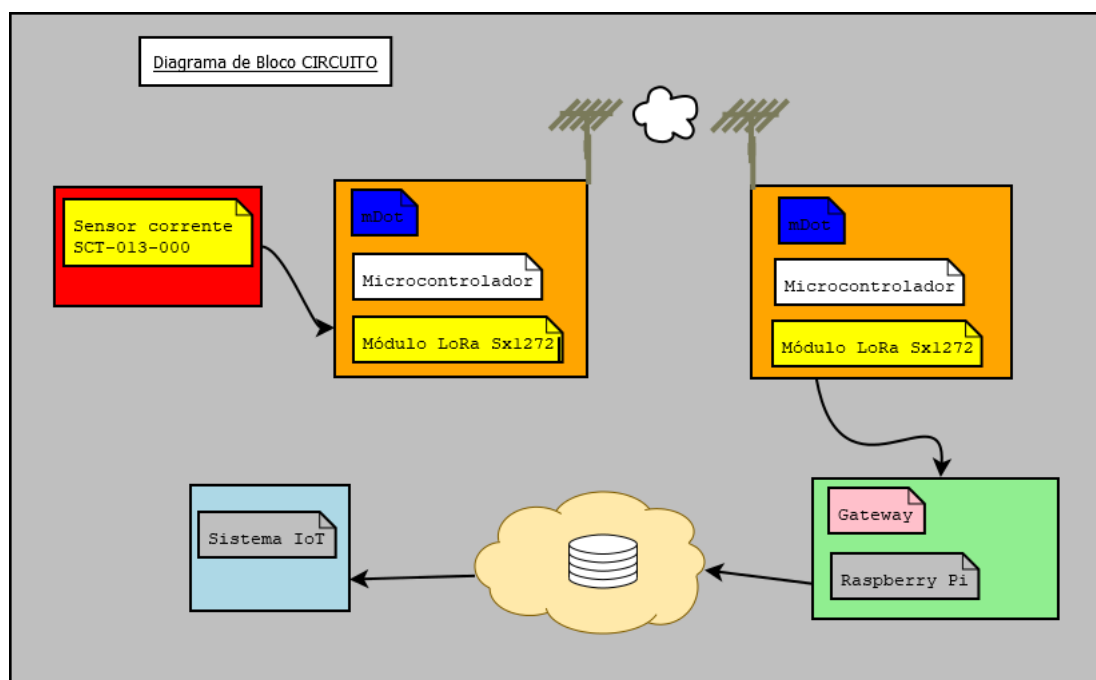 Diagrama de Bloco CIRCUITO
Sensor corrente
SCT-013-000
mDot
Microcontrolador
Módulo LoRa Sx1272
mDot
Microcontrolador
Módulo LoRa Sx1272
Sistema IoT
Gateway
Raspberry Pi